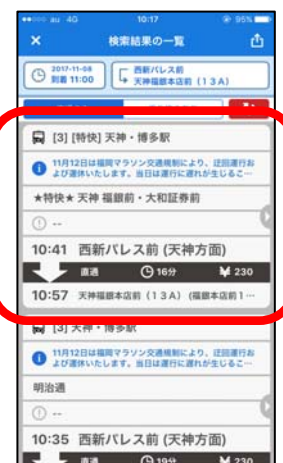 au 4G 10:17 95%
検索結果の一覧
2017-11-08
到着 11:00
西新パレス前
天神福銀本店前 (13A)
[3] [特快] 天神・博多駅
11月12日は福岡マラソン交通規制により、迂回運行お
よび運休いたします。当日は運行に遅れが生じるこ…
★特快★ 天神 福銀前・大和証券前
--
10:41 西新パレス前 (天神方面)
直通 16分 ¥ 230
10:57 天神福銀本店前 (13A) (福銀本店前1…
[3] 天神・博多駅
11月12日は福岡マラソン交通規制により、迂回運行お
よび運休いたします。当日は運行に遅れが生じるこ…
明治通
--
10:35 西新パレス前 (天神方面)
直通 19分 ¥ 230